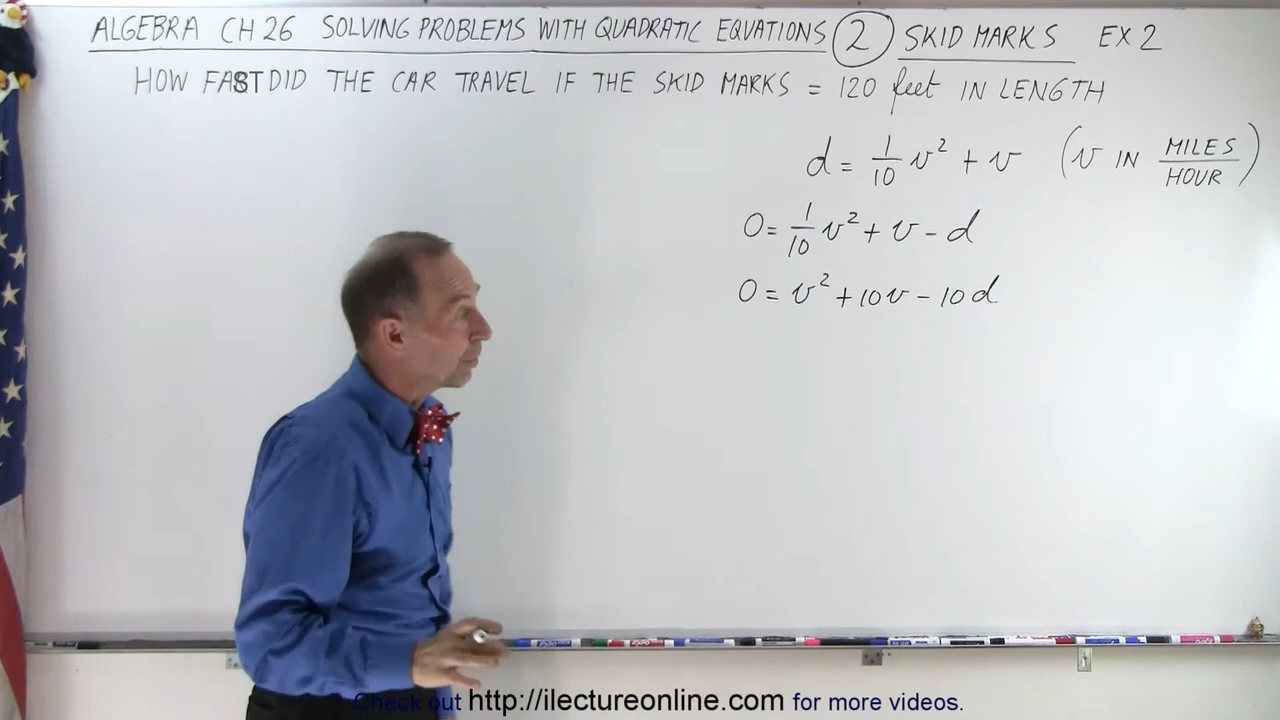 ALGEBRA CH 26 SOLVING PROBLEMS WITH QUADRATIC EQUATIONS 2 SKID MARKS EX 2
HOW FAST DID THE CAR TRAVEL IF THE SKID MARKS = 120 feet IN LENGTH
d = 1/10 v² + v (v IN MILES/HOUR)
0 = 1/10 v² + v - d
0 = v² + 10v - 10d
Check out http://ilectureonline.com for more videos.